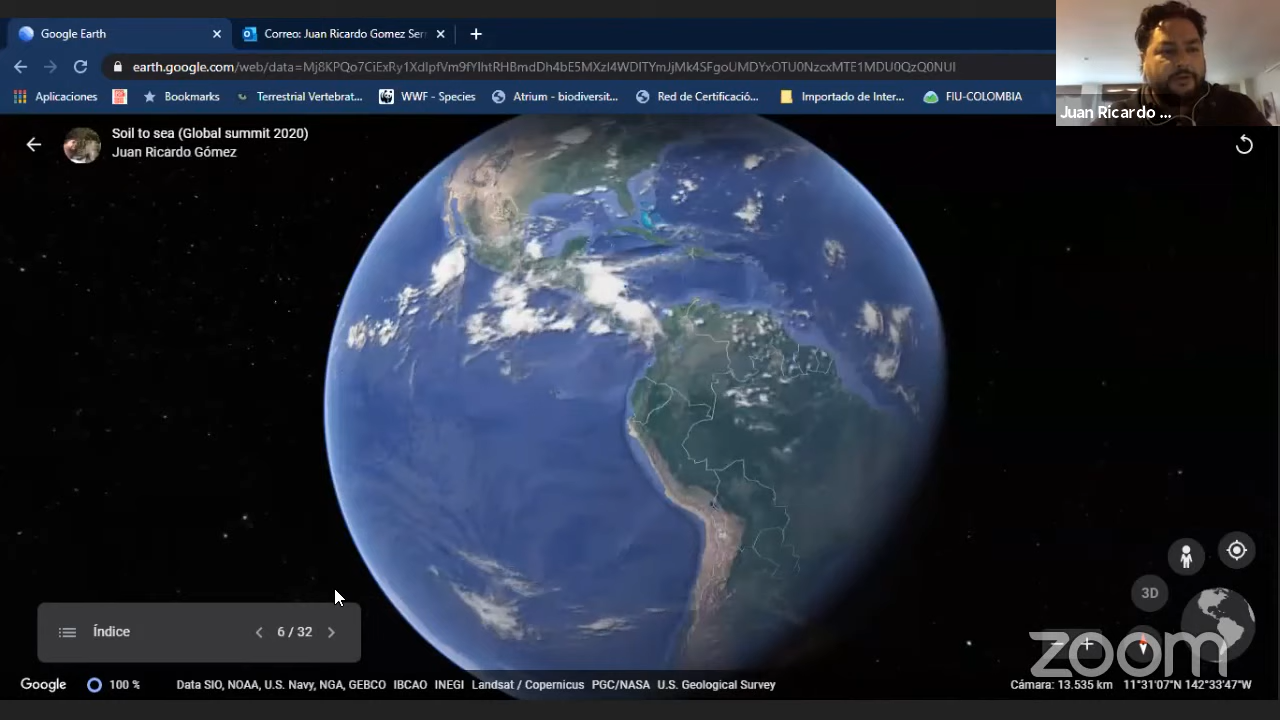 Google Earth
Correo: Juan Ricardo Gomez Ser
earth.google.com/web/data=Mj8KPQo7CiExRy1XdlpfVm9fYlhtRHBmdDh4bE5MXzI4WDlTYmJjMk4SFgoUMDYxOTU0NzcxMTE1MDU0QzQ0NUI
Aplicaciones Bookmarks Terrestrial Vertebrat... WWF - Species Atrium - biodiversit... Red de Certificació... Importado de Inter... FIU-COLOMBIA
Juan Ricardo ...
Soil to sea (Global summit 2020)
Juan Ricardo Gómez
Índice 6 / 32
3D
zoom
Google 100 % Data SIO, NOAA, U.S. Navy, NGA, GEBCO IBCAO INEGI Landsat / Copernicus PGC/NASA U.S. Geological Survey Cámara: 13.535 km 11°31'07"N 142°33'47"W